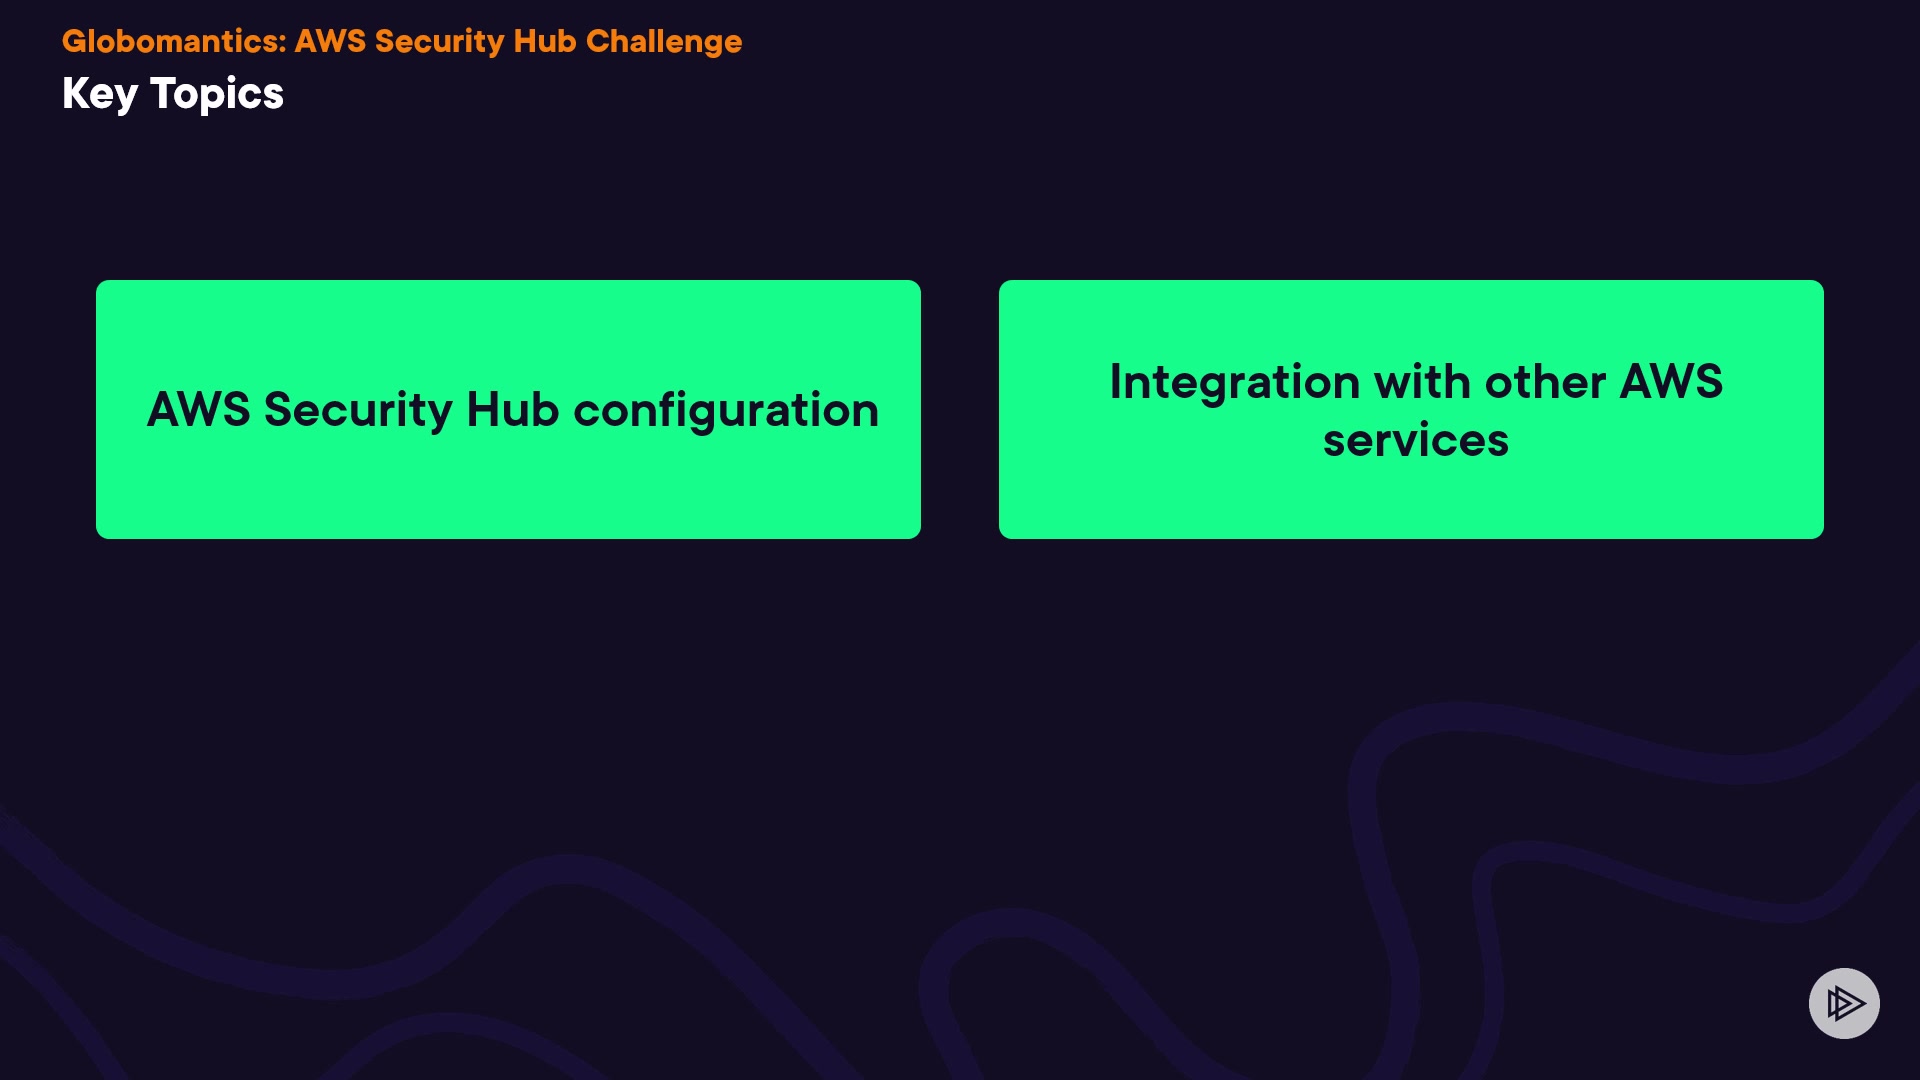 Globomantics: AWS Security Hub Challenge
Key Topics
AWS Security Hub configuration
Integration with other AWS
services